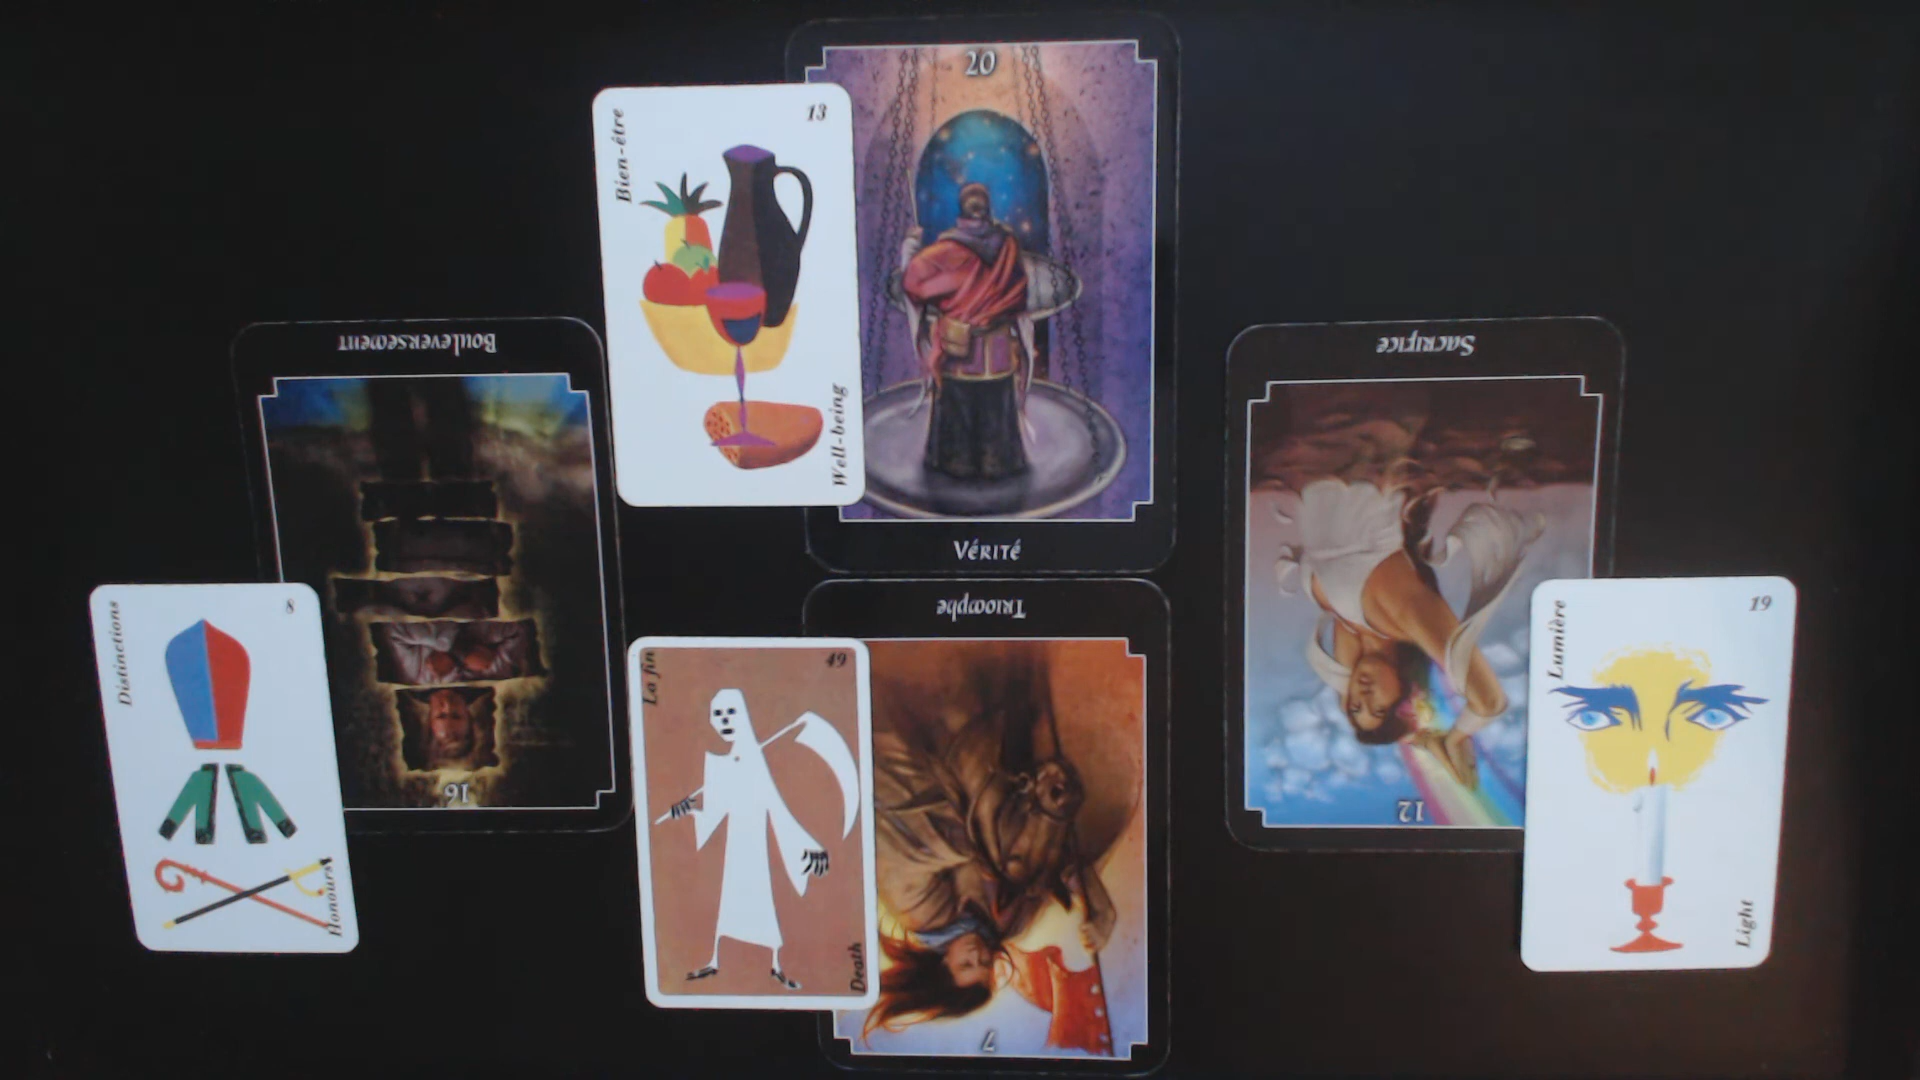 20
13
Bien-être
Well-being
Vérité
Bouleversement
16
Sacrifice
12
8
Distinctions
Honours
Triomphe
7
49
La fin
Death
19
Lumière
Light